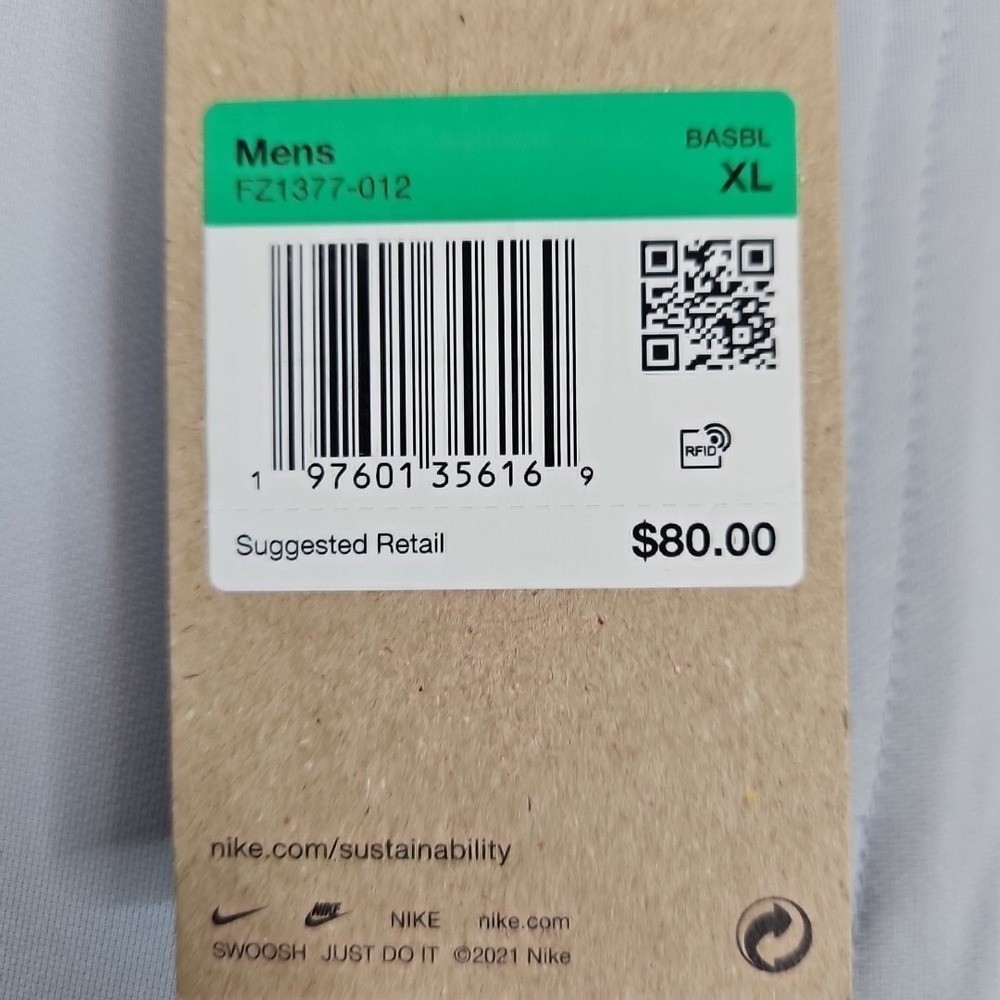 Mens
FZ1377-012
BASBL
XL
1 97601 35616 9
RFID
Suggested Retail $80.00
nike.com/sustainability
NIKE NIKE nike.com
SWOOSH JUST DO IT ©2021 Nike